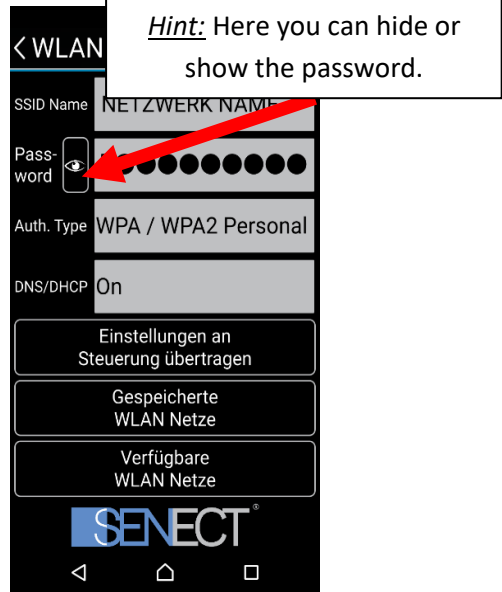 Hint: Here you can hide or
show the password.
< WLAN
SSID Name NETZWERK NAME
Pass-
word ●●●●●●●●●●
Auth. Type WPA / WPA2 Personal
DNS/DHCP On
Einstellungen an
Steuerung übertragen
Gespeicherte
WLAN Netze
Verfügbare
WLAN Netze
SENECT®